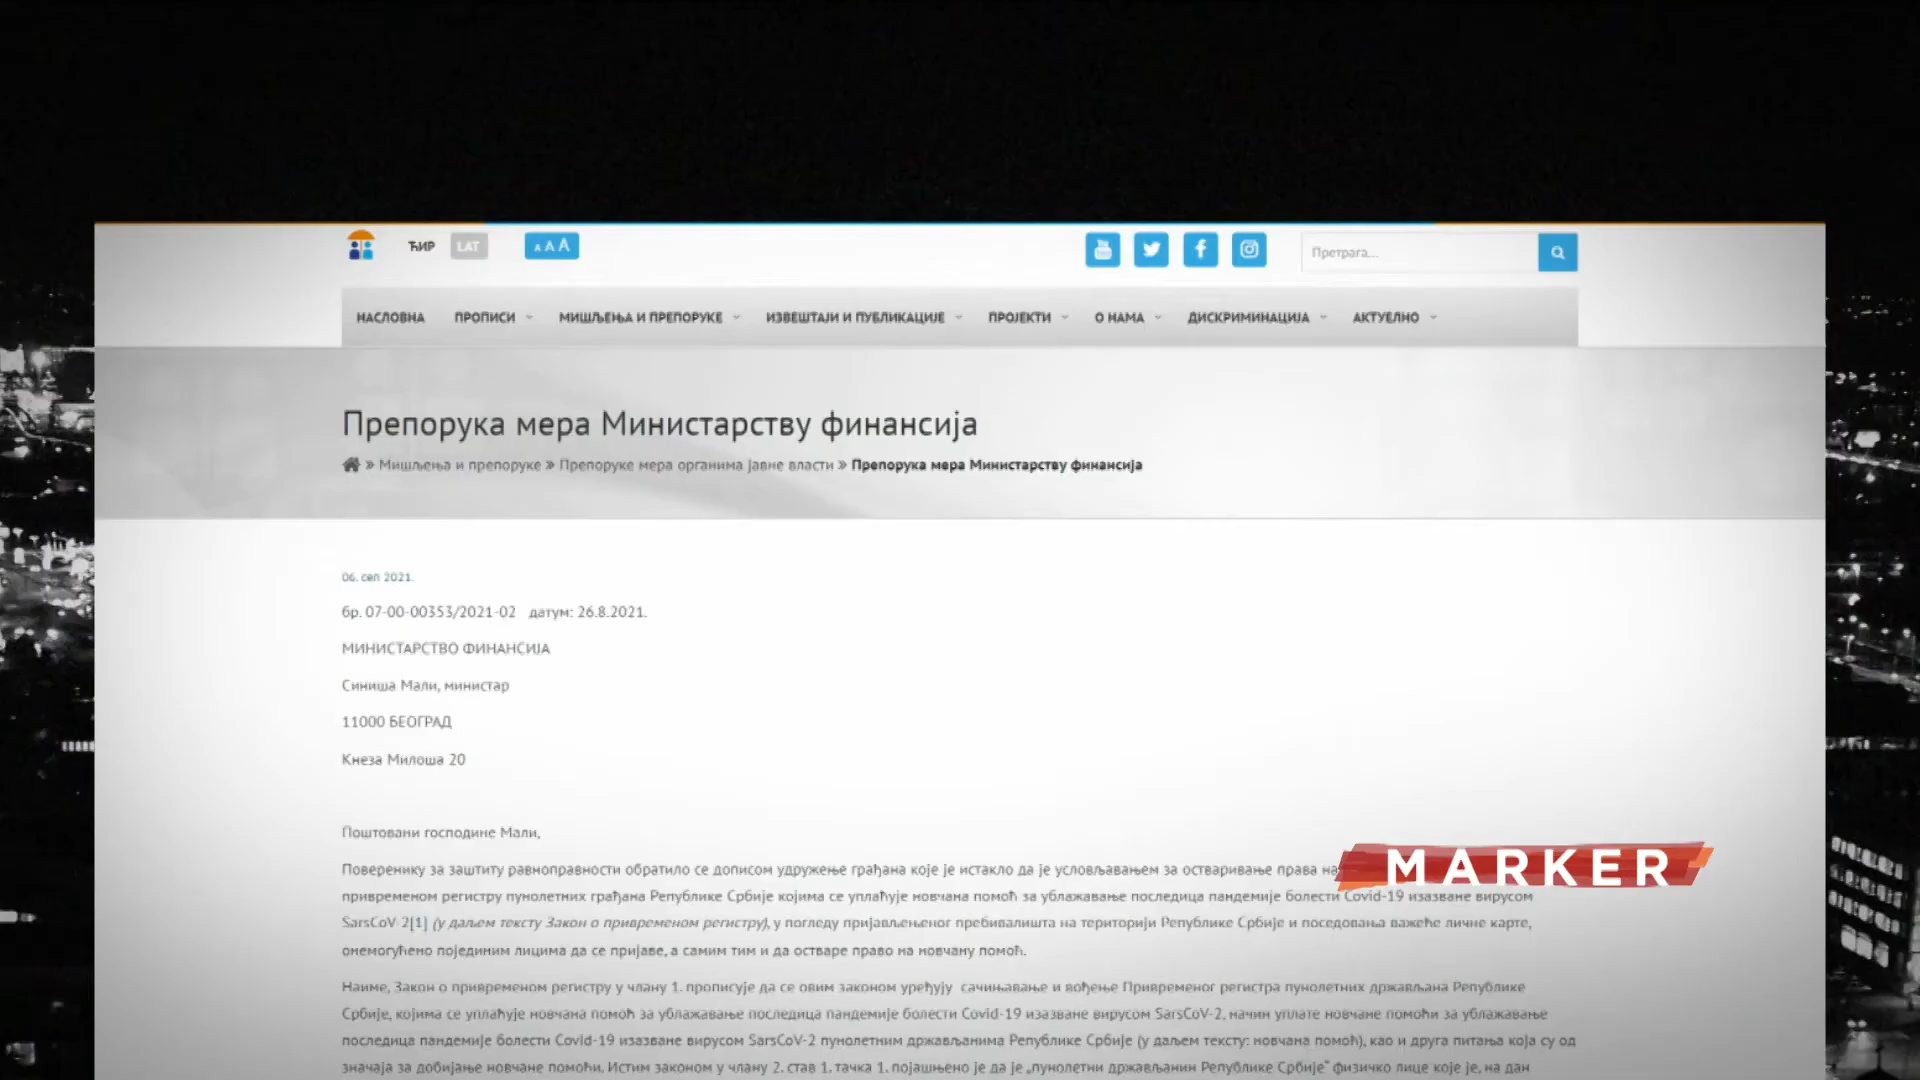 ЋИР LAT A A A
Претрага...
НАСЛОВНА ПРОПИСИ МИШЉЕЊА И ПРЕПОРУКЕ ИЗВЕШТАЈИ И ПУБЛИКАЦИЈЕ ПРОЈЕКТИ О НАМА ДИСКРИМИНАЦИЈА АКТУЕЛНО
Препорука мера Министарству финансија
» Мишљења и препоруке » Препоруке мера органима јавне власти » Препорука мера Министарству финансија
06. сеп 2021.
бр. 07-00-00353/2021-02 датум: 26.8.2021.
МИНИСТАРСТВО ФИНАНСИЈА
Синиша Мали, министар
11000 БЕОГРАД
Кнеза Милоша 20
Поштовани господине Мали,
Поверенику за заштиту равноправности обратило се дописом удружење грађана које је истакло да је условљавањем за остваривање права на
MARKER
привременом регистру пунолетних грађана Републике Србије којима се уплаћује новчана помоћ за ублажавање последица пандемије болести Covid-19 изазване вирусом
SarsCoV-2[1] (у даљем тексту Закон о привременом регистру), у погледу пријављењеног пребивалишта на територији Републике Србије и поседовања важеће личне карте,
онемогућено појединим лицима да се пријаве, а самим тим и да остваре право на новчану помоћ.
Наиме, Закон о привременом регистру у члану 1. прописује да се овим законом уређују сачињавање и вођење Привременог регистра пунолетних држављана Републике
Србије, којима се уплаћује новчана помоћ за ублажавање последица пандемије болести Covid-19 изазване вирусом SarsCoV-2, начин уплате новчане помоћи за ублажавање
последица пандемије болести Covid-19 изазване вирусом SarsCoV-2 пунолетним држављанима Републике Србије (у даљем тексту: новчана помоћ), као и друга питања која су од
значаја за добијање новчане помоћи. Истим законом у члану 2. став 1. тачка 1. појашњено је да је „пунолетни држављанин Републике Србије“ физичко лице које је, на дан